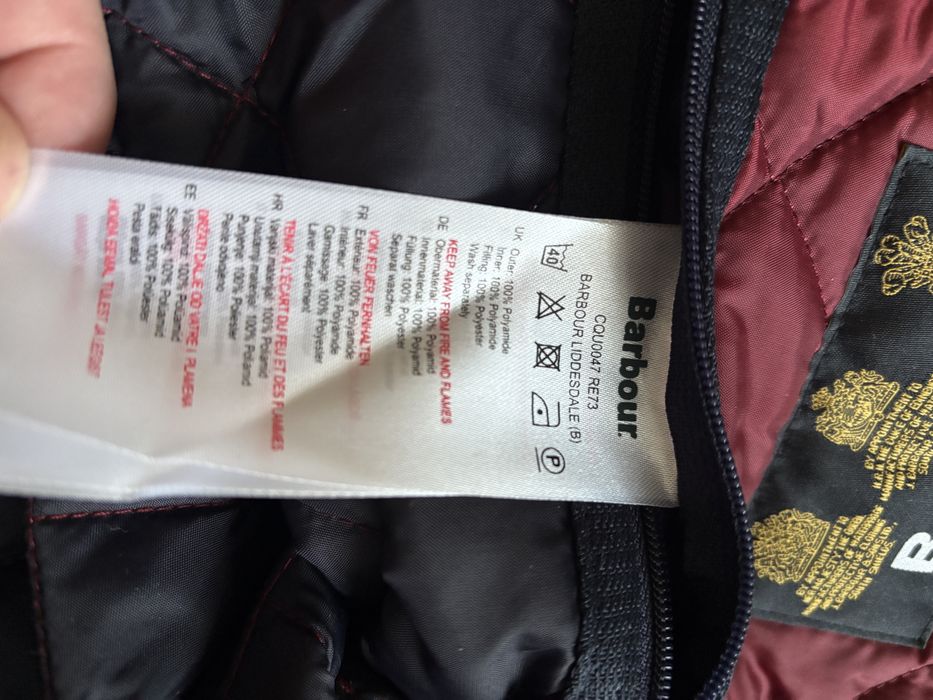 Barbour
CQU0047 RE73
BARBOUR LIDDESDALE (B)
40
P
UK
Outer: 100% Polyamide
Inner: 100% Polyamide
Filling: 100% Polyester
Wash separately
KEEP AWAY FROM FIRE AND FLAMES
DE
Obermaterial: 100% Polyamid
Innenmaterial: 100% Polyamid
Füllung: 100% Polyester
Separat waschen
VON FEUER FERNHALTEN
FR
Extérieur: 100% Polyamide
Intérieur: 100% Polyamide
Garnissage: 100% Polyester
Laver séparément
TENIR À L'ÉCART DU FEU ET DES FLAMMES
HR
Vanjski materijal: 100% Poliamid
Unutarnji materijal: 100% Poliamid
Punjenje: 100% Poliester
Perite odvojeno
DRŽATI DALJE OD VATRE I PLAMENA
EE
Välispind: 100% Polüamiid
Sisemine: 100% Polüamiid
Täidis: 100% Polüester
Pesta eraldi
HOIDA EEMAL TULEST JA LEEGIST
B